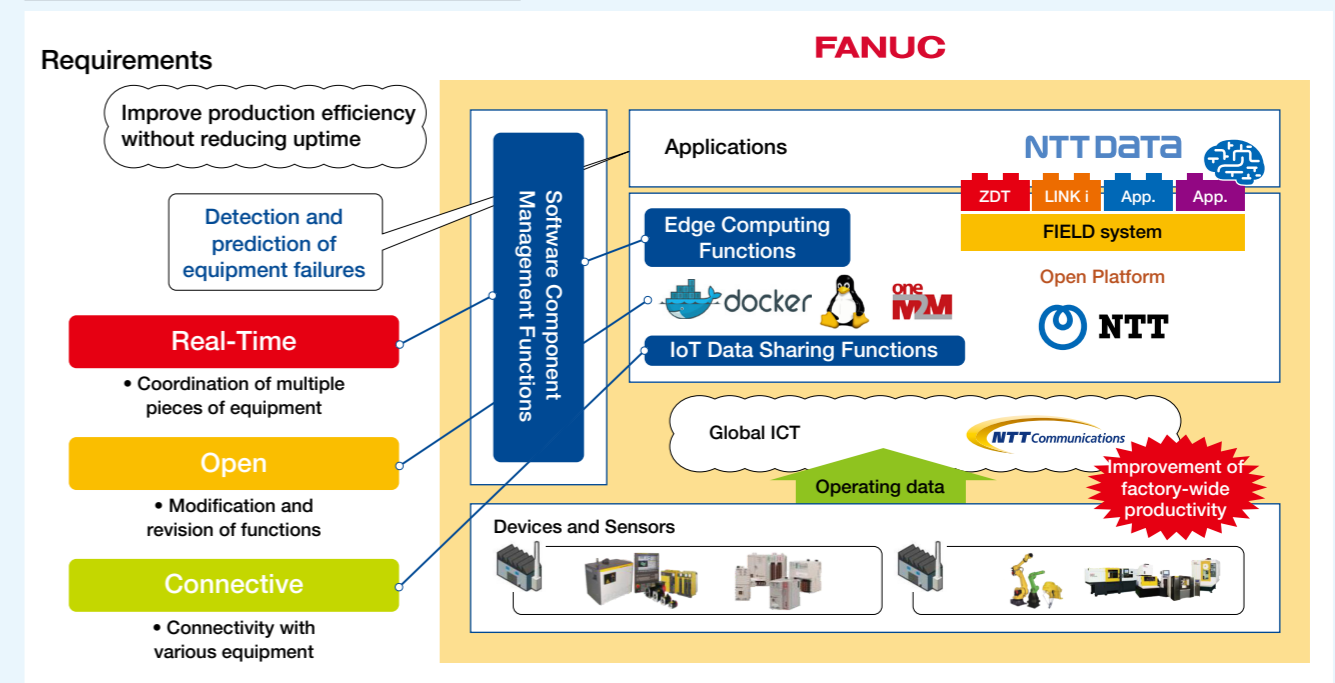 FANUC
Requirements
Improve production efficiency
without reducing uptime
Detection and
prediction of
equipment failures
Real-Time
• Coordination of multiple
pieces of equipment
Open
• Modification and
revision of functions
Connective
• Connectivity with
various equipment
Software Component
Management Functions
Applications
NTT DATA
ZDT
LINK i
App.
App.
FIELD system
Edge Computing
Functions
docker
one
M2M
Open Platform
NTT
IoT Data Sharing Functions
Global ICT
NTT Communications
Operating data
Improvement of
factory-wide
productivity
Devices and Sensors